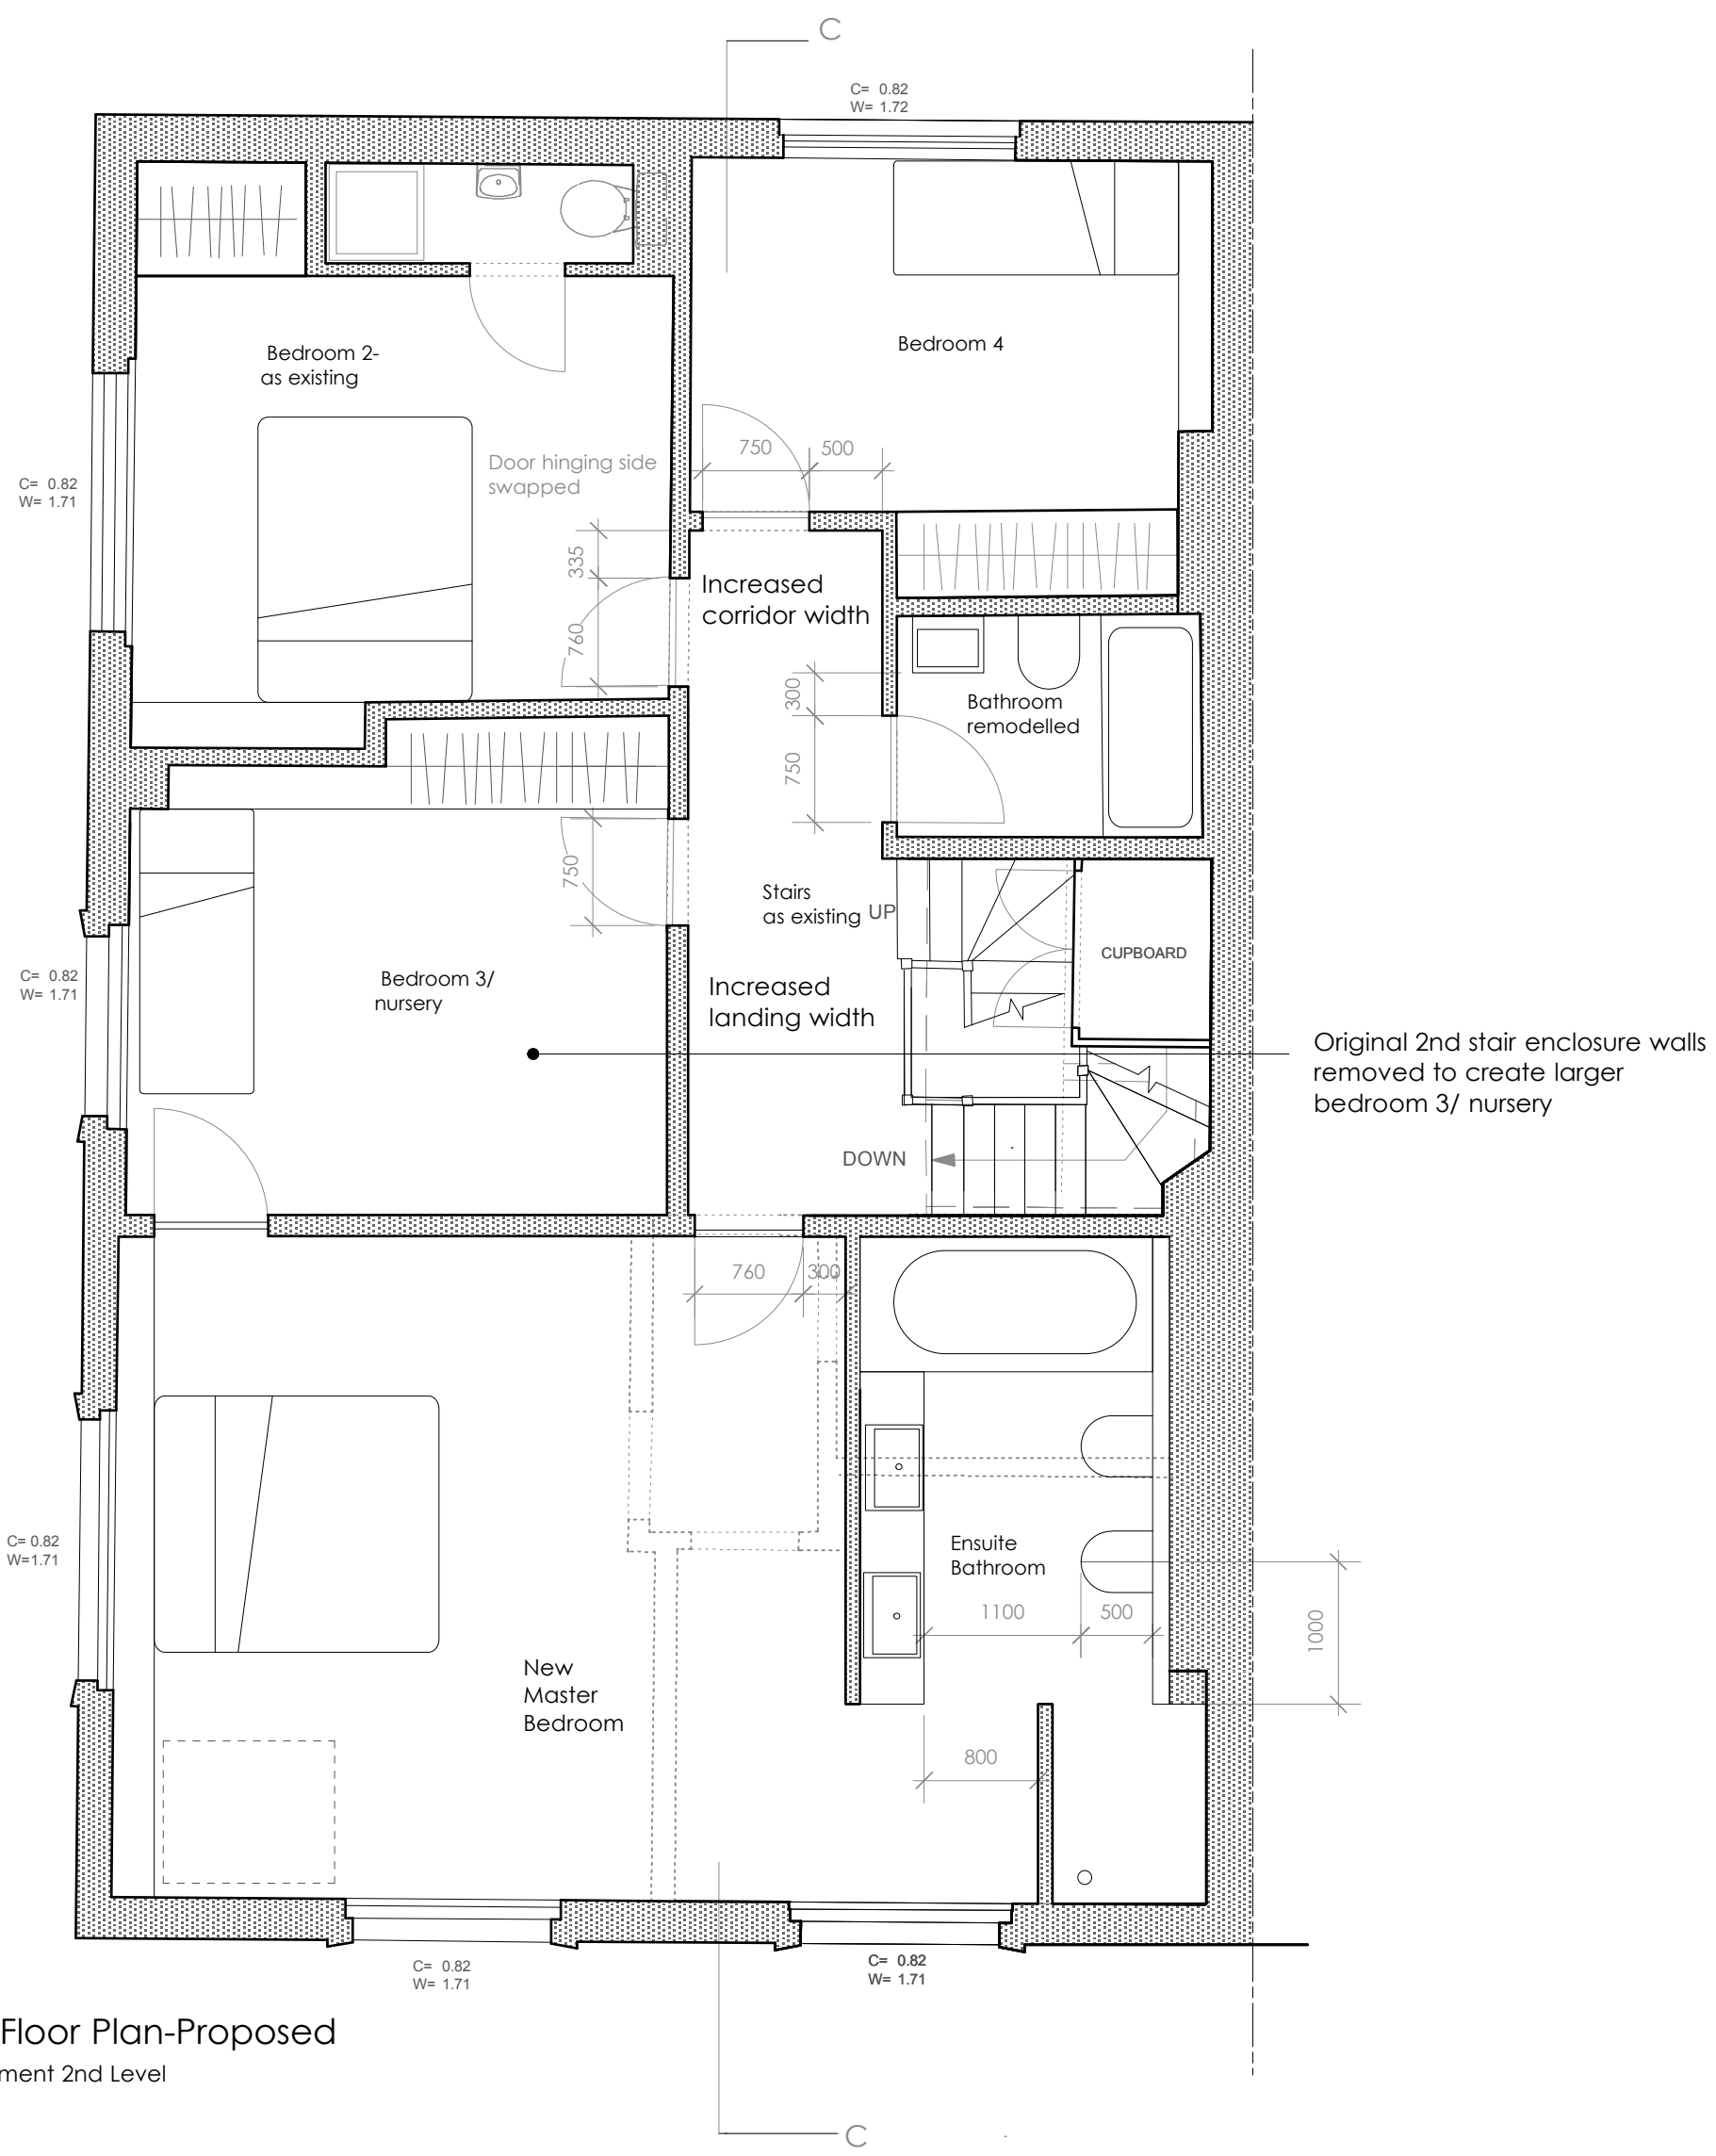 C
C= 0.82
W= 1.72
Bedroom 2-
as existing
Bedroom 4
750
500
Door hinging side
swapped
C= 0.82
W= 1.71
335
760
Increased
corridor width
300
750
Bathroom
remodelled
750
Stairs
as existing
UP
CUPBOARD
C= 0.82
W= 1.71
Bedroom 3/
nursery
Increased
landing width
Original 2nd stair enclosure walls
removed to create larger
bedroom 3/ nursery
DOWN
760
300
C= 0.82
W=1.71
Ensuite
Bathroom
1100
500
1000
New
Master
Bedroom
800
C= 0.82
W= 1.71
C= 0.82
W= 1.71
Floor Plan-Proposed
ment 2nd Level
C